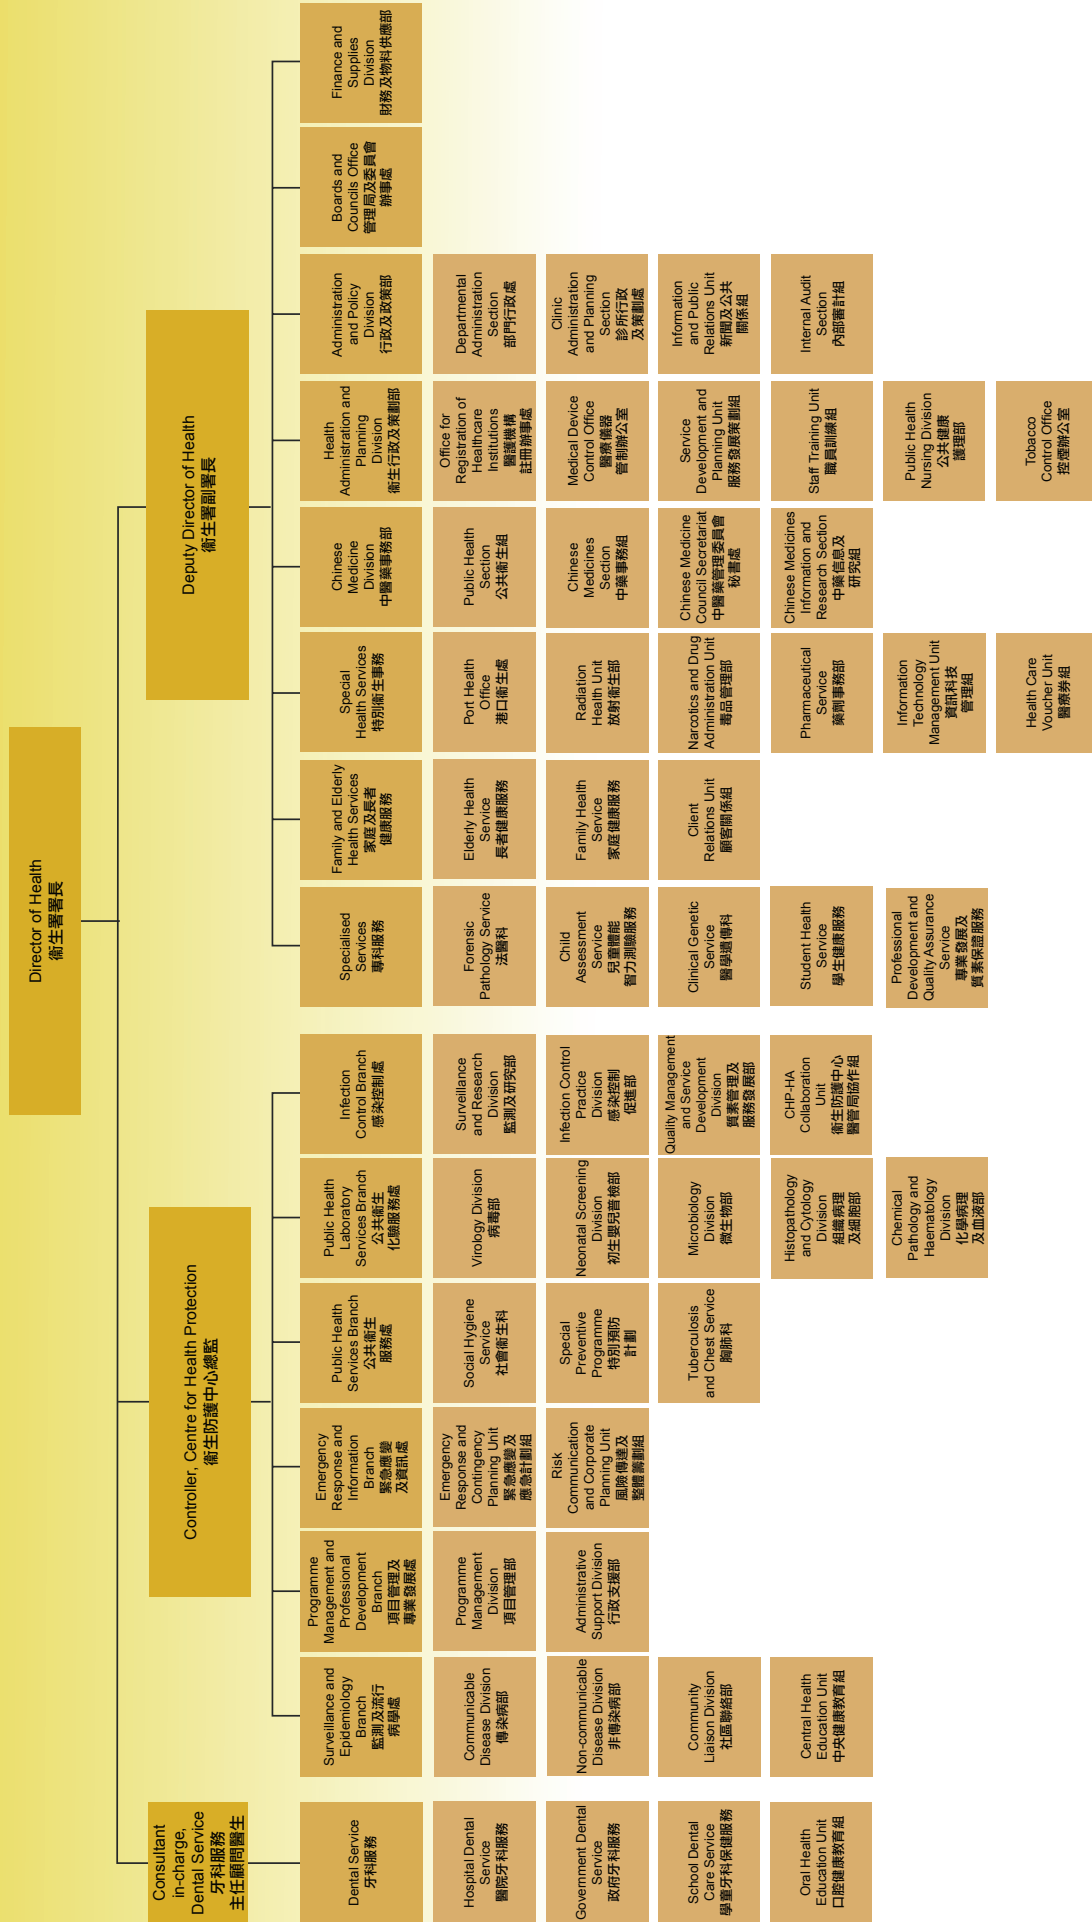 Director of Health
衞生署署長
Consultant
in-charge,
Dental Service
牙科服務
主任顧問醫生
Controller, Centre for Health Protection
衞生防護中心總監
Deputy Director of Health
衞生署副署長
Dental Service
牙科服務
Hospital Dental
Service
醫院牙科服務
Government Dental
Service
政府牙科服務
School Dental
Care Service
學童牙科保健服務
Oral Health
Education Unit
口腔健康教育組
Surveillance and
Epidemiology
Branch
監測及流行
病學處
Communicable
Disease Division
傳染病部
Non-communicable
Disease Division
非傳染病部
Community
Liaison Division
社區聯絡部
Central Health
Education Unit
中央健康教育組
Programme
Management and
Professional
Development
Branch
項目管理及
專業發展處
Programme
Management
Division
項目管理部
Administrative
Support Division
行政支援部
Emergency
Response and
Information
Branch
緊急應變
及資訊處
Emergency
Response and
Contingency
Planning Unit
緊急應變及
應急計劃組
Risk
Communication
and Corporate
Planning Unit
風險傳達及
整體籌劃組
Public Health
Services Branch
公共衞生
服務處
Social Hygiene
Service
社會衞生科
Special
Preventive
Programme
特別預防
計劃
Tuberculosis
and Chest Service
胸肺科
Public Health
Laboratory
Services Branch
公共衞生
化驗服務處
Virology Division
病毒部
Neonatal Screening
Division
初生嬰兒普檢部
Microbiology
Division
微生物部
Histopathology
and Cytology
Division
組織病理
及細胞部
Chemical
Pathology and
Haematology
Division
化學病理
及血液部
Infection
Control Branch
感染控制處
Surveillance
and Research
Division
監測及研究部
Infection Control
Practice
Division
感染控制
促進部
Quality Management
and Service
Development
Division
質素管理及
服務發展部
CHP-HA
Collaboration
Unit
衞生防護中心
醫管局協作組
Specialised
Services
專科服務
Forensic
Pathology Service
法醫科
Child
Assessment
Service
兒童體能
智力測驗服務
Clinical Genetic
Service
醫學遺傳科
Student Health
Service
學生健康服務
Professional
Development and
Quality Assurance
Service
專業發展及
質素保證服務
Family and Elderly
Health Services
家庭及長者
健康服務
Elderly Health
Service
長者健康服務
Family Health
Service
家庭健康服務
Client
Relations Unit
顧客關係組
Special
Health Services
特別衞生事務
Port Health
Office
港口衞生處
Radiation
Health Unit
放射衞生部
Narcotics and Drug
Administration Unit
毒品管理部
Pharmaceutical
Service
藥劑事務部
Information
Technology
Management Unit
資訊科技
管理組
Health Care
Voucher Unit
醫療券組
Chinese
Medicine
Division
中醫藥事務部
Public Health
Section
公共衞生組
Chinese
Medicines
Section
中藥事務組
Chinese Medicine
Council Secretariat
中醫藥管理委員會
秘書處
Chinese Medicines
Information and
Research Section
中藥信息及
研究組
Health
Administration and
Planning
Division
衞生行政及策劃部
Office for
Registration of
Healthcare
Institutions
醫護機構
註冊辦事處
Medical Device
Control Office
醫療儀器
管制辦公室
Service
Development and
Planning Unit
服務發展策劃組
Staff Training Unit
職員訓練組
Public Health
Nursing Division
公共健康
護理部
Tobacco
Control Office
控煙辦公室
Administration
and Policy
Division
行政及政策部
Departmental
Administration
Section
部門行政處
Clinic
Administration
and Planning
Section
診所行政
及策劃處
Information
and Public
Relations Unit
新聞及公共
關係組
Internal Audit
Section
內部審計組
Boards and
Councils Office
管理局及委員會
辦事處
Finance and
Supplies
Division
財務及物料供應部